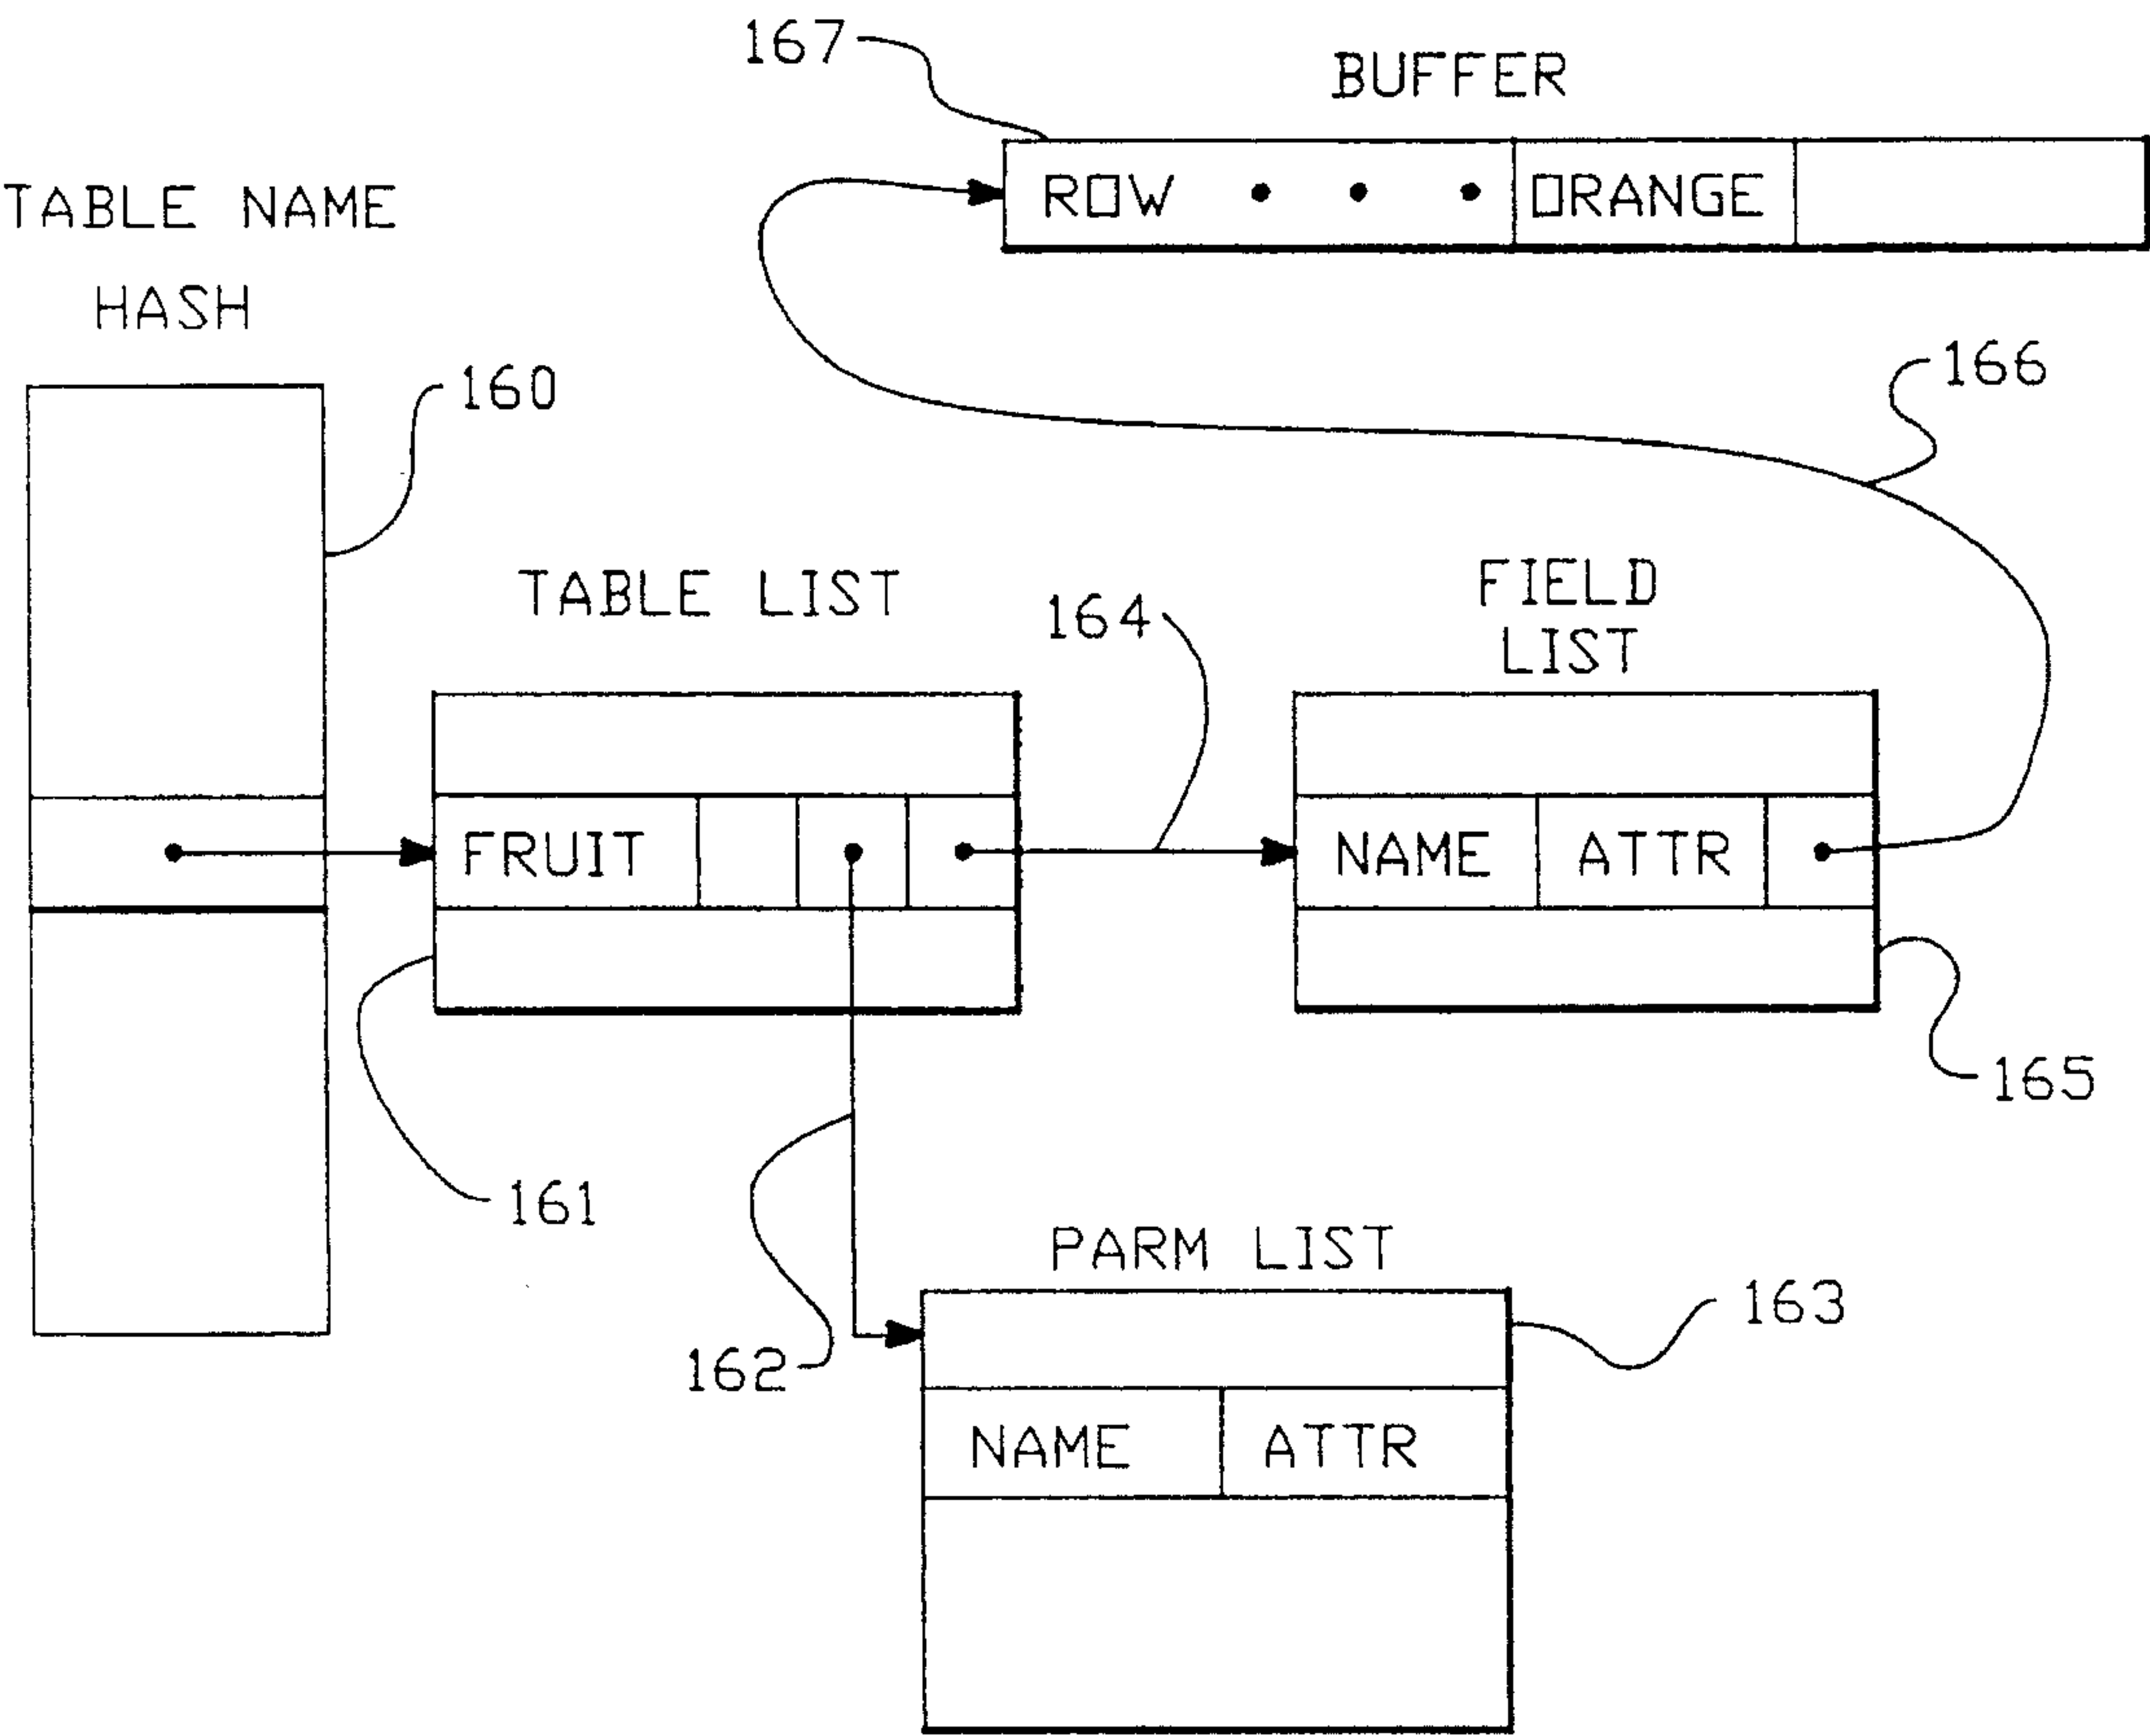 167
BUFFER
ROW • • • ORANGE
TABLE NAME
HASH
160
166
TABLE LIST
164
FIELD
LIST
FRUIT
NAME ATTR
165
161
162
PARM LIST
163
NAME ATTR